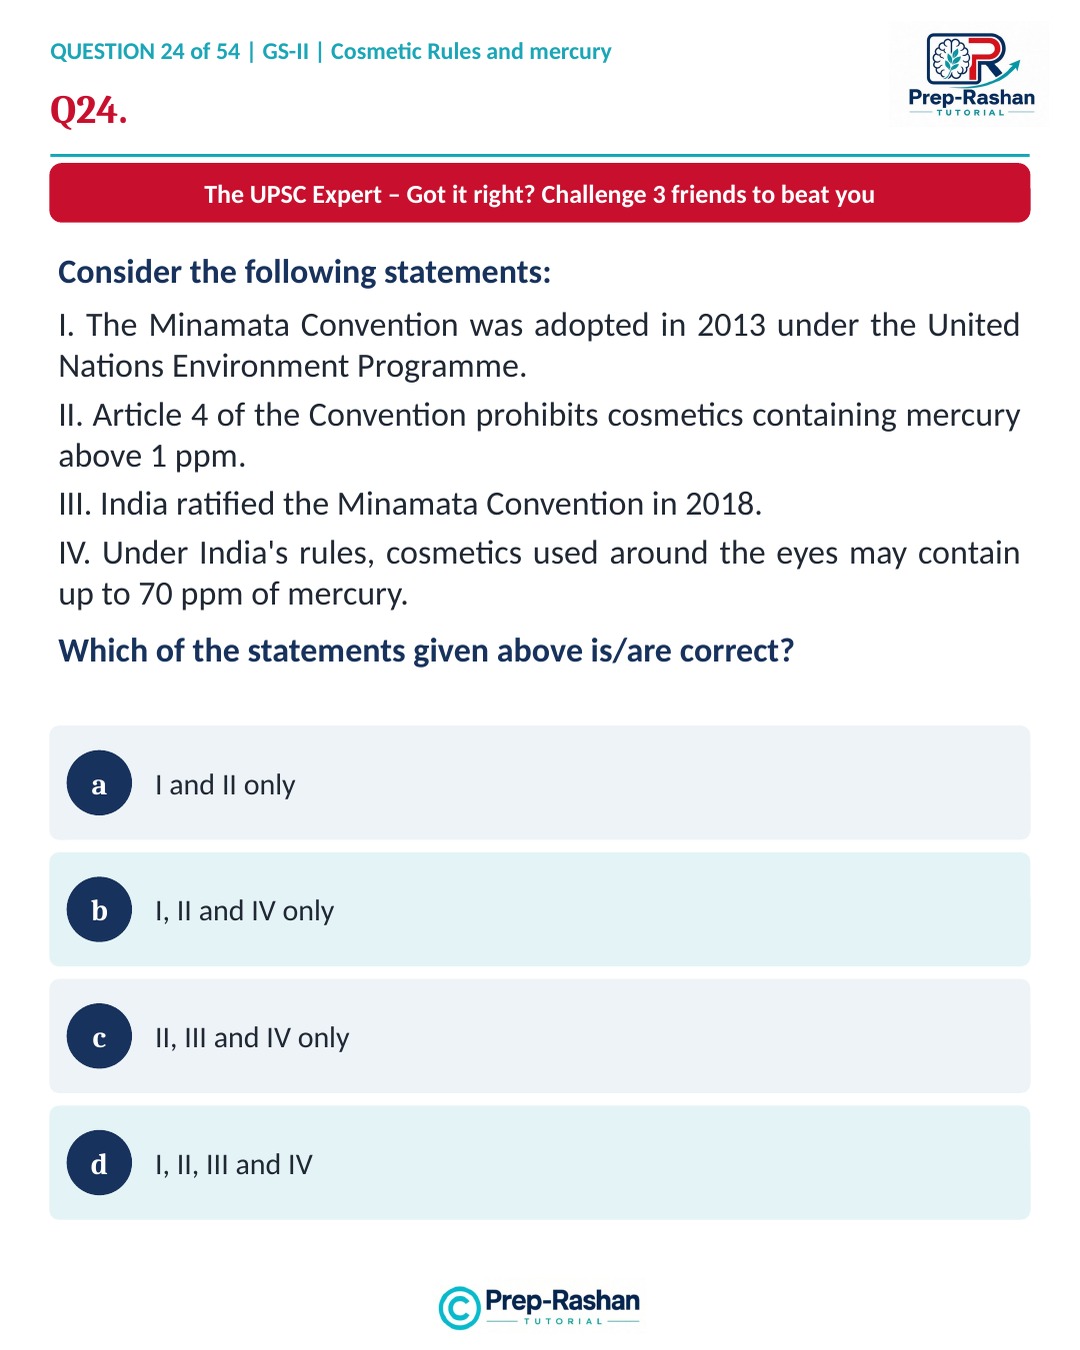 QUESTION 24 of 54 | GS-II | Cosmetic Rules and mercury
Prep-Rashan
TUTORIAL
Q24.
The UPSC Expert – Got it right? Challenge 3 friends to beat you
Consider the following statements:
I. The Minamata Convention was adopted in 2013 under the United
Nations Environment Programme.
II. Article 4 of the Convention prohibits cosmetics containing mercury
above 1 ppm.
III. India ratified the Minamata Convention in 2018.
IV. Under India's rules, cosmetics used around the eyes may contain
up to 70 ppm of mercury.
Which of the statements given above is/are correct?
a I and II only
b I, II and IV only
c II, III and IV only
d I, II, III and IV
© Prep-Rashan
TUTORIAL